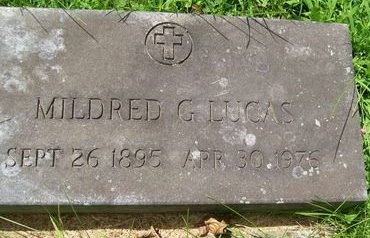 MILDRED G LUCAS
SEPT 26 1895 APR 30 1976